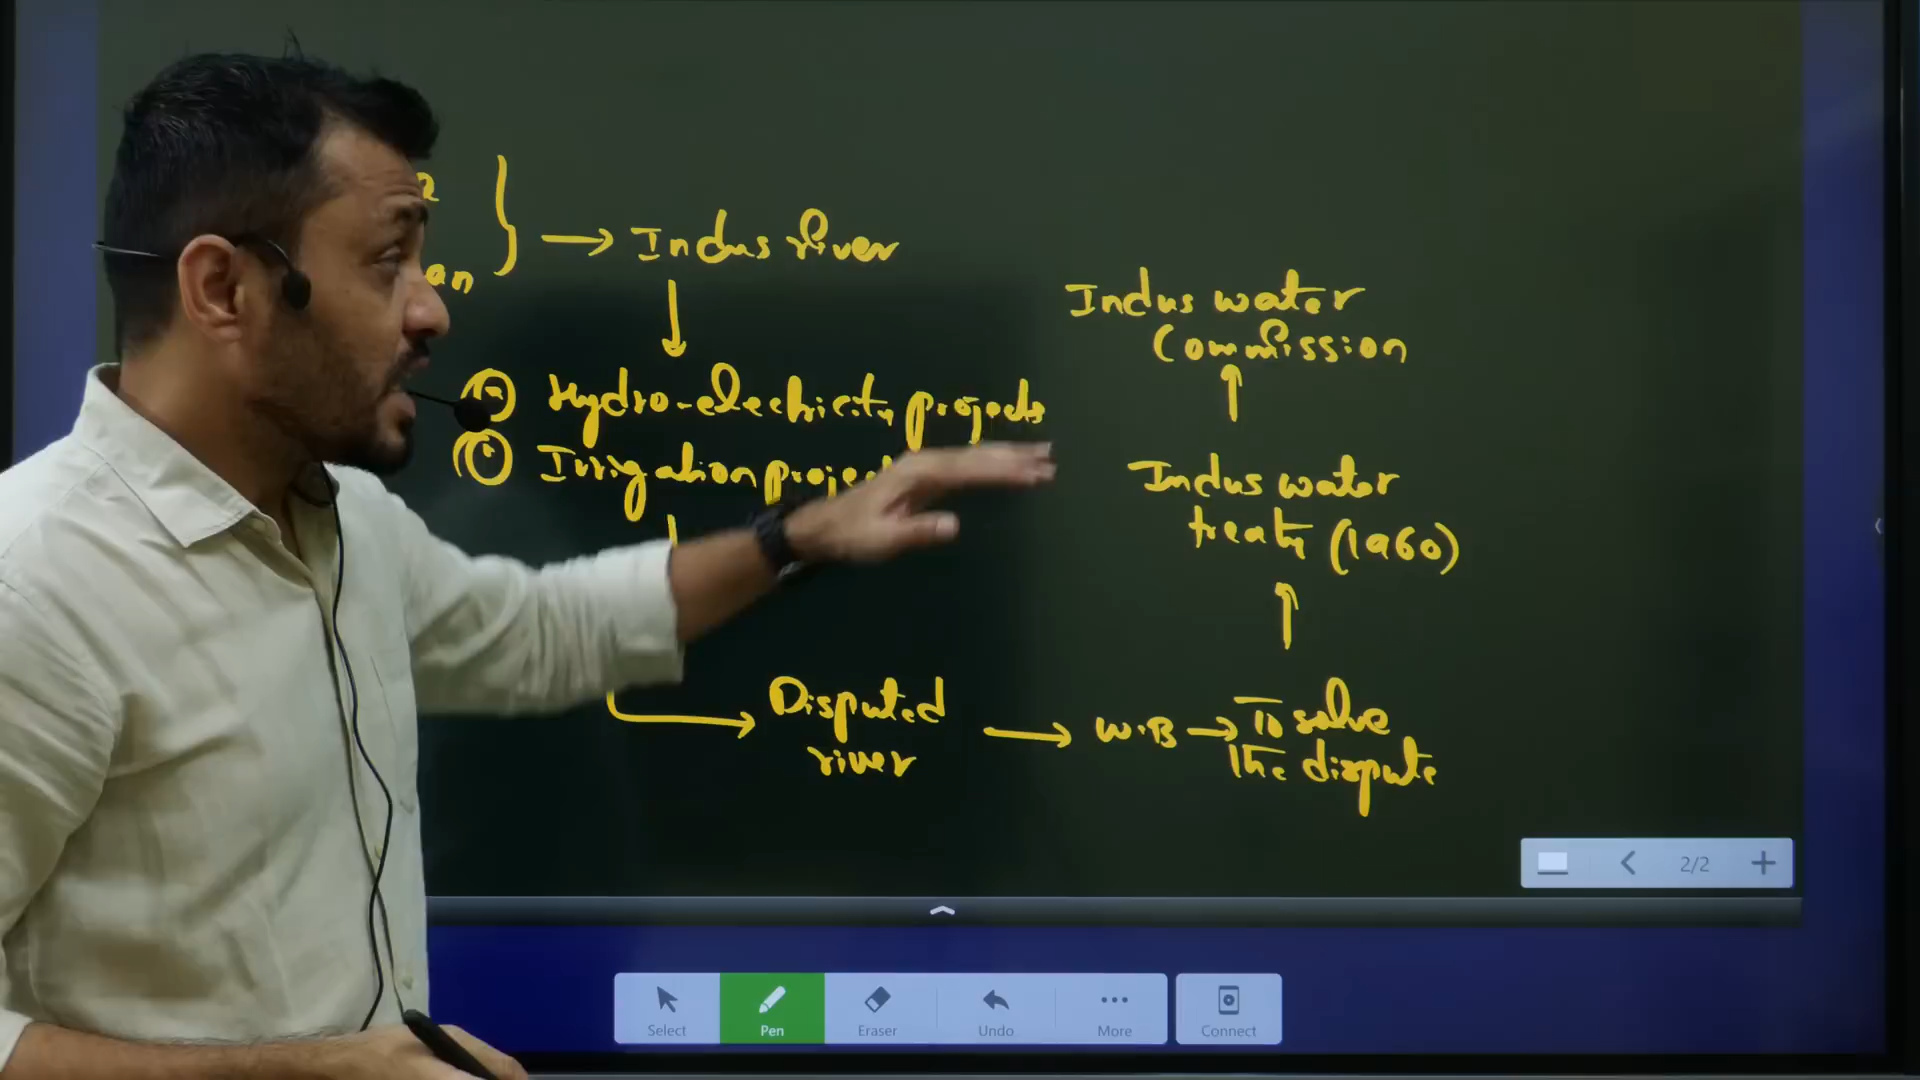 Indus river
Hydro-electricity projects
Irrigation
Disputed
river
W.B → To solve
The dispute
Indus water
treaty (1960)
Indus water
Commission
2/2
Select
Pen
Eraser
Undo
More
Connect